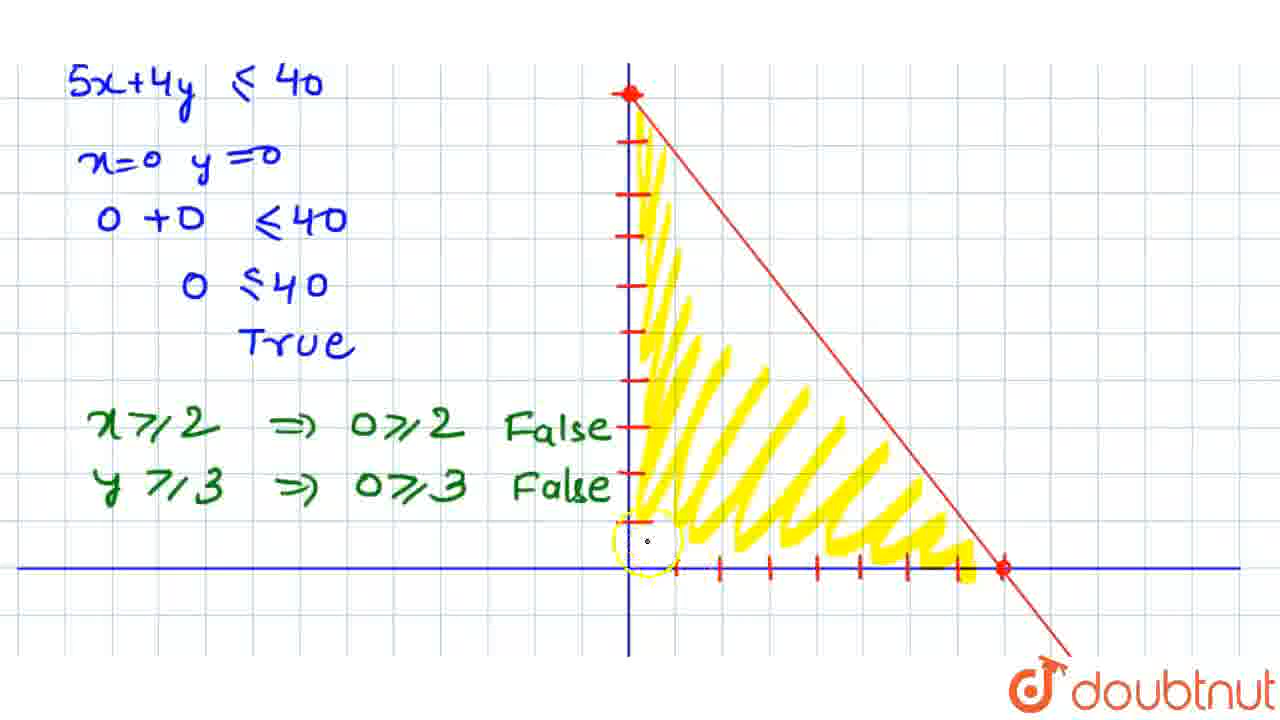 5x+4y ≤ 40
x=0 y=0
0 +0 ≤40
0 ≤40
True
x⩾2 ⇒ 0⩾2 False
y⩾3 ⇒ 0⩾3 False
doubtnut